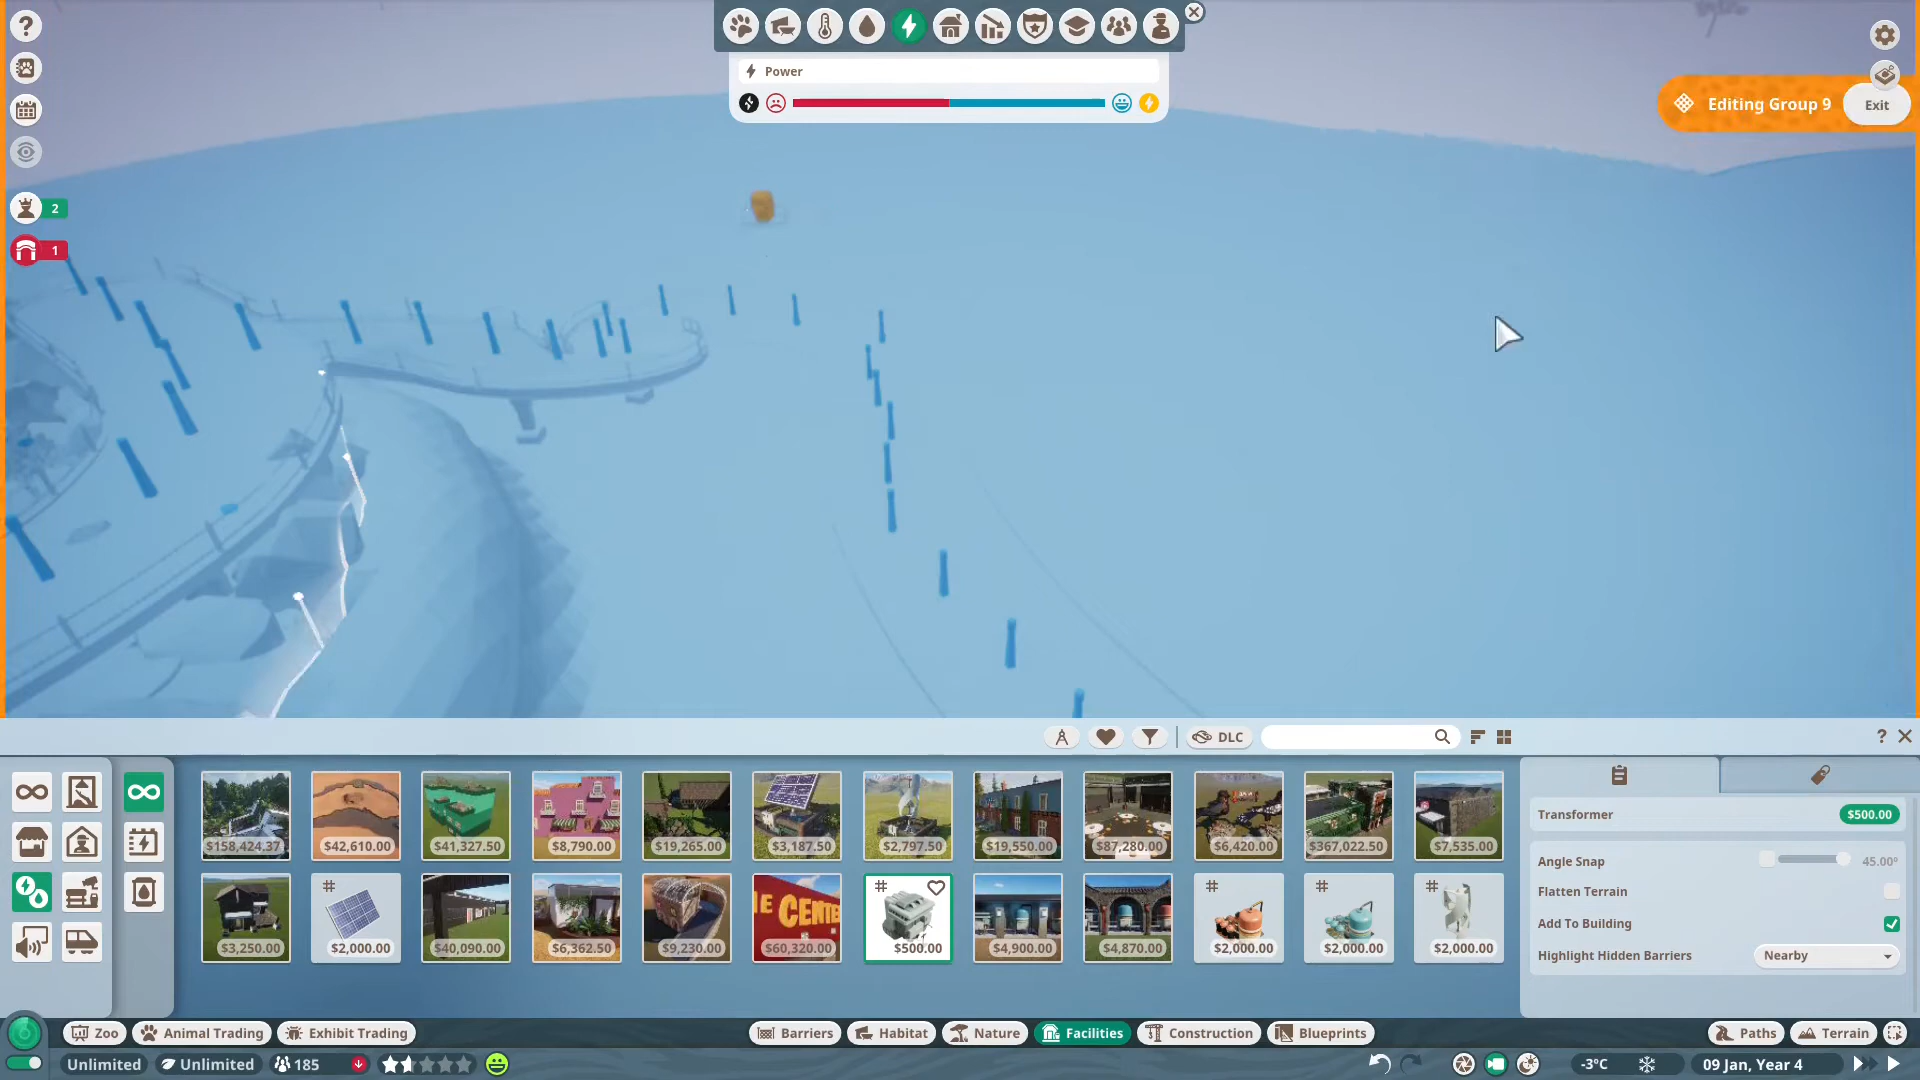 Power
Editing Group 9
Exit
2
1
DLC
?
$158,424.37
$42,610.00
$41,327.50
$8,790.00
$19,265.00
$3,187.50
$2,797.50
$19,550.00
$87,280.00
$6,420.00
$367,022.50
$7,535.00
$3,250.00
$2,000.00
$40,090.00
$6,362.50
$9,230.00
E CENTE
$60,320.00
$500.00
$4,900.00
$4,870.00
$2,000.00
$2,000.00
$2,000.00
Transformer
$500.00
Angle Snap
45.00°
Flatten Terrain
Add To Building
Highlight Hidden Barriers
Nearby
Zoo
Animal Trading
Exhibit Trading
Barriers
Habitat
Nature
Facilities
Construction
Blueprints
Paths
Terrain
Unlimited
Unlimited
185
-3°C
09 Jan, Year 4